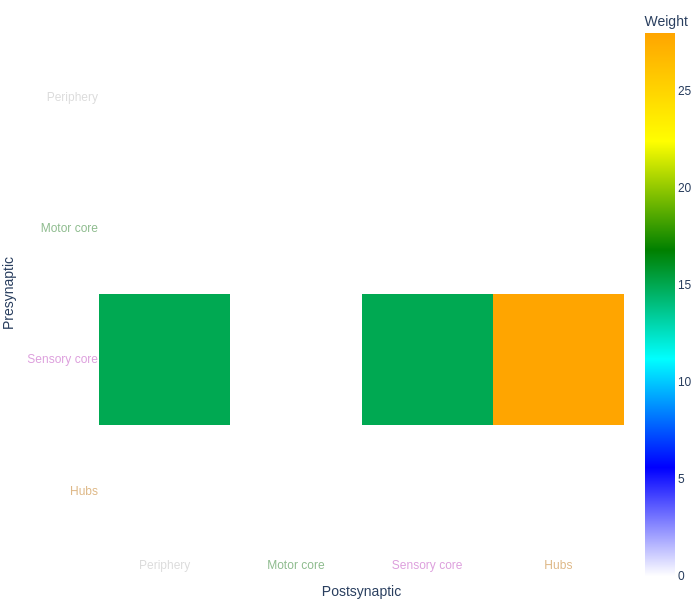 Weight
Periphery
Motor core
Sensory core
Hubs
Presynaptic
Periphery
Motor core
Sensory core
Hubs
Postsynaptic
25
20
15
10
5
0